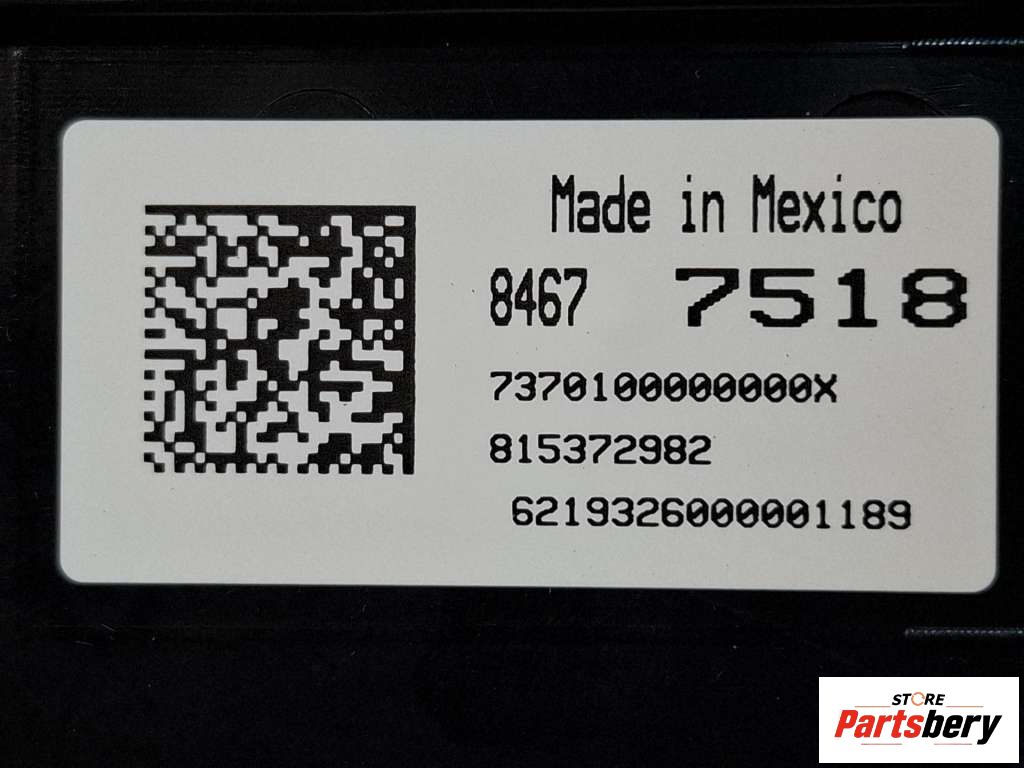 Made in Mexico
8467 7518
7370100000000X
815372982
6219326000001189
STORE
Partsbery